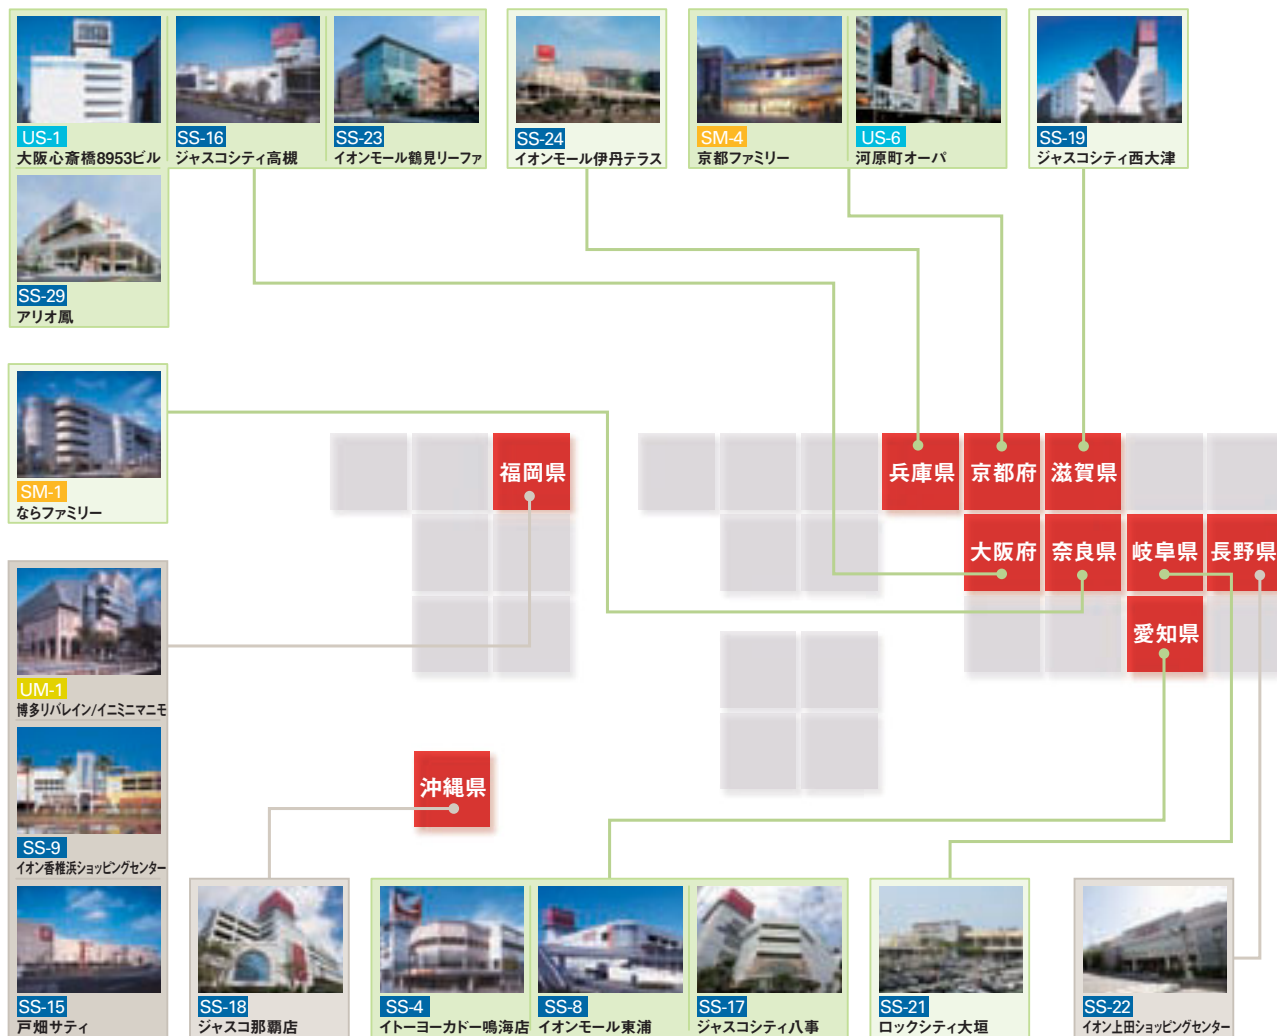 US-1
大阪心斎橋8953ビル
SS-16
ジャスコシティ高槻
SS-23
イオンモール鶴見リーファ
SS-24
イオンモール伊丹テラス
SM-4
京都ファミリー
US-6
河原町オーパ
SS-19
ジャスコシティ西大津
SS-29
アリオ鳳
SM-1
ならファミリー
福岡県
兵庫県
京都府
滋賀県
大阪府
奈良県
岐阜県
長野県
愛知県
沖縄県
UM-1
博多リバレイン/イニミニマニモ
SS-9
イオン香椎浜ショッピングセンター
SS-15
戸畑サティ
SS-18
ジャスコ那覇店
SS-4
イトーヨーカドー鳴海店
SS-8
イオンモール東浦
SS-17
ジャスコシティ八事
SS-21
ロックシティ大垣
SS-22
イオン上田ショッピングセンター